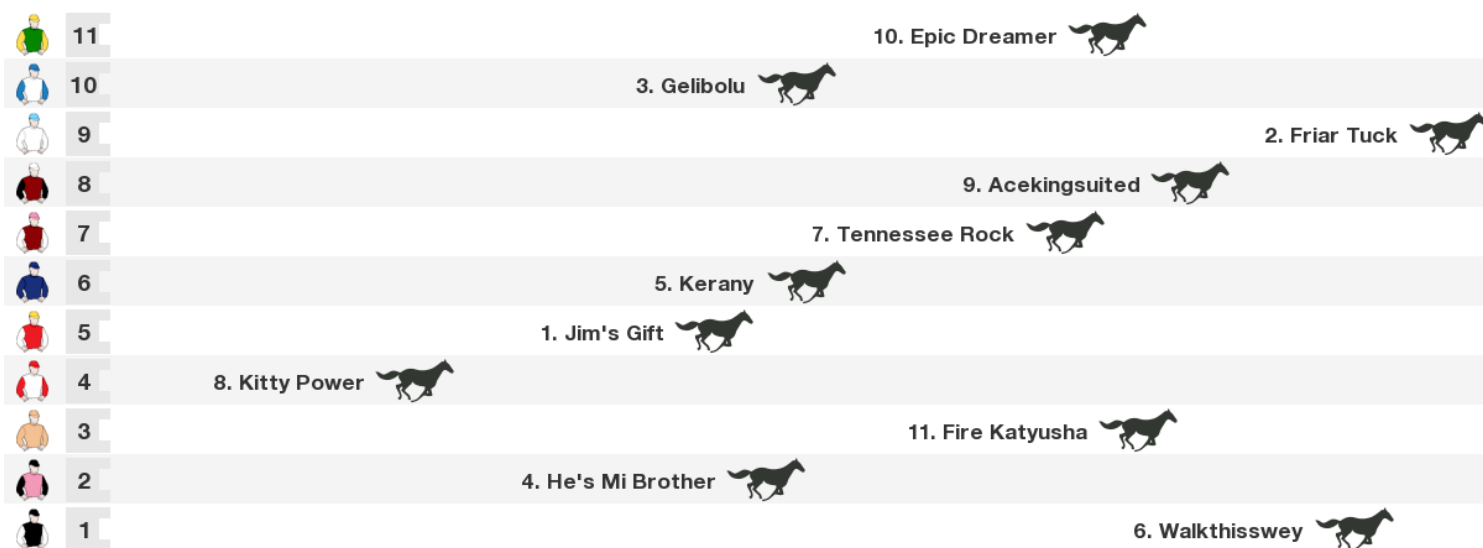 11 10. Epic Dreamer
10 3. Gelibolu
9 2. Friar Tuck
8 9. Acekingsuited
7 7. Tennessee Rock
6 5. Kerany
5 1. Jim's Gift
4 8. Kitty Power
3 11. Fire Katyusha
2 4. He's Mi Brother
1 6. Walkthisswey